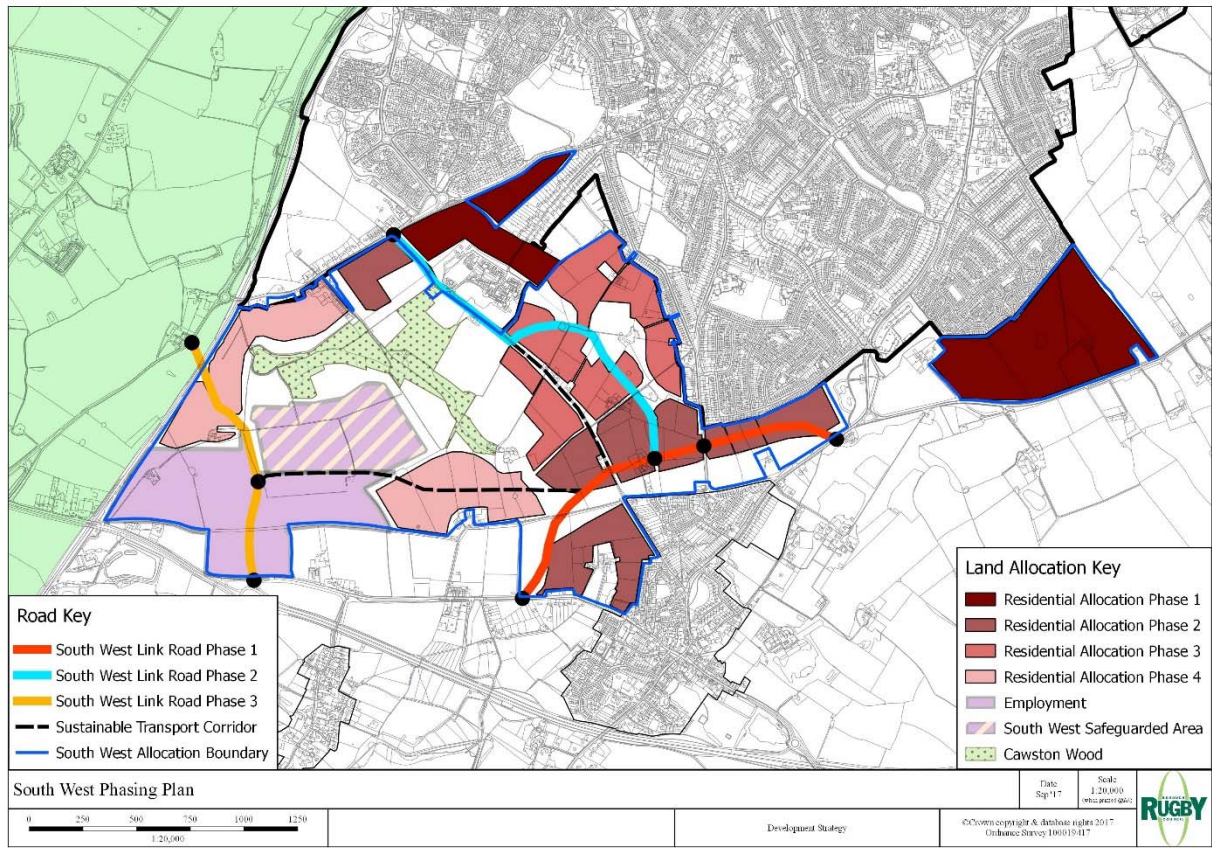 Road Key
South West Link Road Phase 1
South West Link Road Phase 2
South West Link Road Phase 3
Sustainable Transport Corridor
South West Allocation Boundary
Land Allocation Key
Residential Allocation Phase 1
Residential Allocation Phase 2
Residential Allocation Phase 3
Residential Allocation Phase 4
Employment
South West Safeguarded Area
Cawston Wood
South West Phasing Plan
Date
Sep '17
Scale
1:20,000
0 250 500 750 1000 1250
1:20,000
Development Strategy
©Crown copyright & database rights 2017
Ordnance Survey 100019417
RUGBY